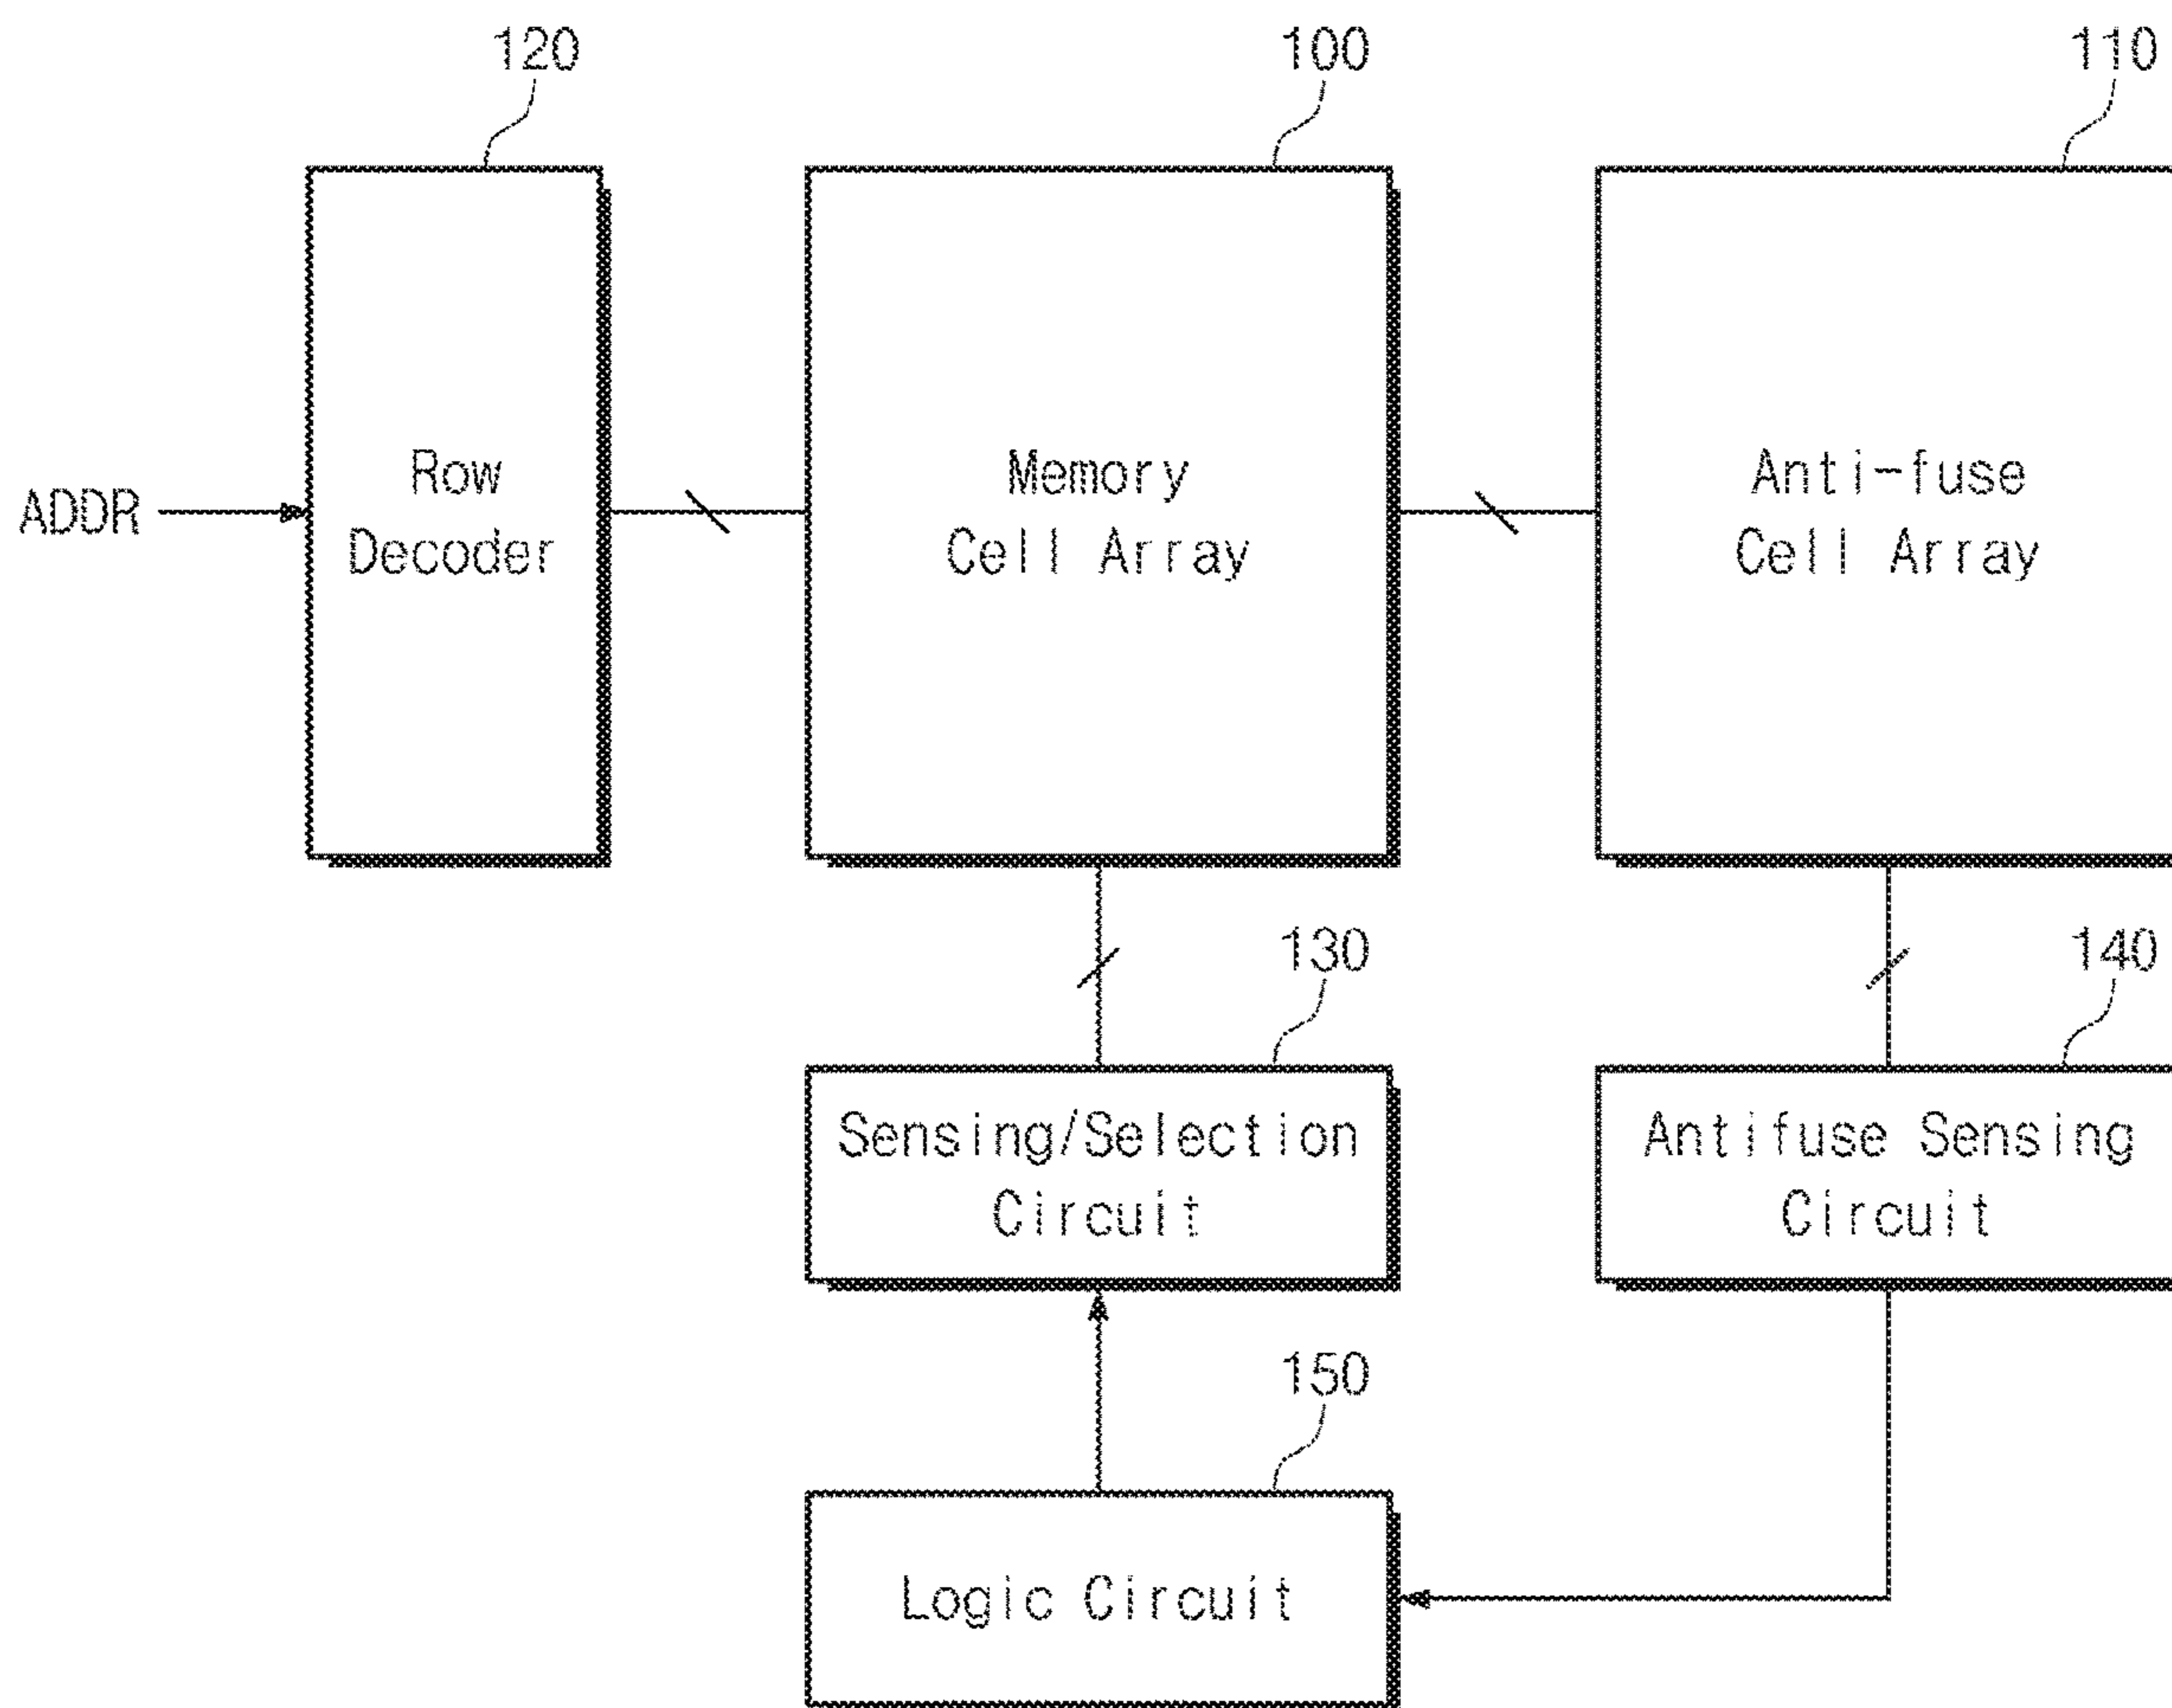 120
100
110
ADDR
Row
Decoder
Memory
Cell Array
Anti-fuse
Cell Array
130
140
Sensing/Selection
Circuit
Antifuse Sensing
Circuit
150
Logic Circuit